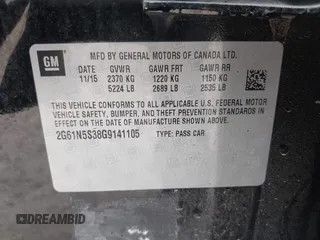 GM
MFD BY GENERAL MOTORS OF CANADA LTD.
DATE GVWR GAWR FRT GAWR RR
11/15 2370 KG 1220 KG 1150 KG
5224 LB 2689 LB 2535 LB
THIS VEHICLE CONFORMS TO ALL APPLICABLE U.S. FEDERAL MOTOR
VEHICLE SAFETY, BUMPER, AND THEFT PREVENTION STANDARDS IN
EFFECT ON THE DATE OF MANUFACTURE SHOWN ABOVE.
2G61N5S38G9141105 TYPE: PASS CAR
DREAMBID